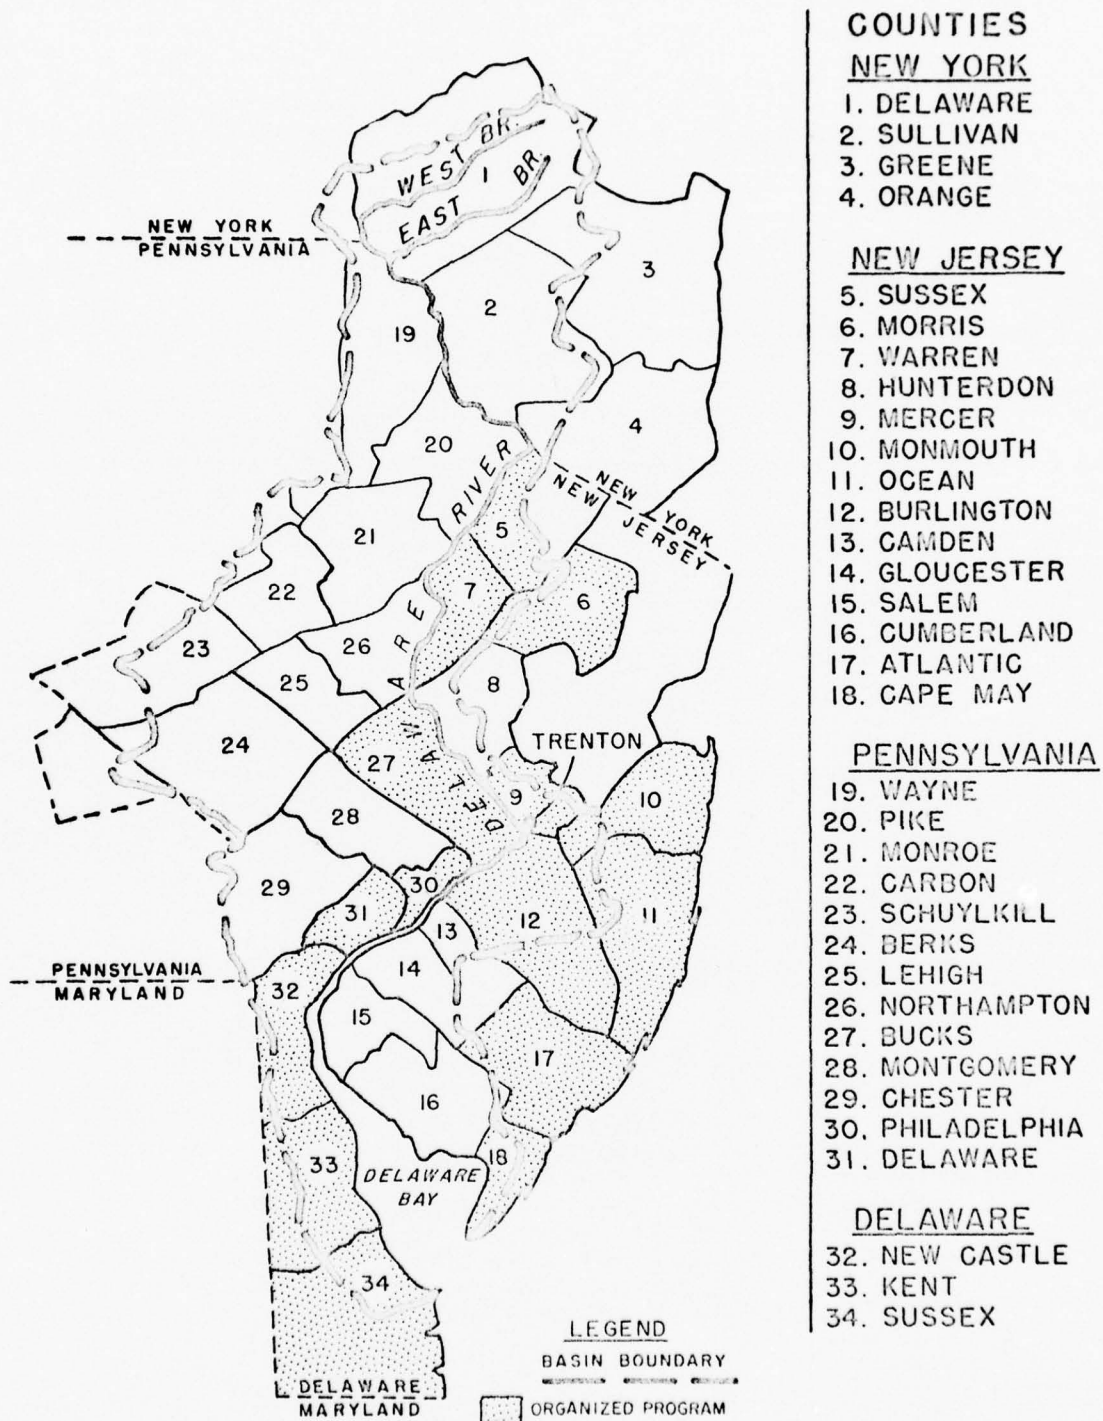 COUNTIES
NEW YORK
1. DELAWARE
2. SULLIVAN
3. GREENE
4. ORANGE
NEW JERSEY
5. SUSSEX
6. MORRIS
7. WARREN
8. HUNTERDON
9. MERCER
10. MONMOUTH
11. OCEAN
12. BURLINGTON
13. CAMDEN
14. GLOUCESTER
15. SALEM
16. CUMBERLAND
17. ATLANTIC
18. CAPE MAY
PENNSYLVANIA
19. WAYNE
20. PIKE
21. MONROE
22. CARBON
23. SCHUYLKILL
24. BERKS
25. LEHIGH
26. NORTHAMPTON
27. BUCKS
28. MONTGOMERY
29. CHESTER
30. PHILADELPHIA
31. DELAWARE
DELAWARE
32. NEW CASTLE
33. KENT
34. SUSSEX
WEST BR.
1
EAST BR.
NEW YORK
PENNSYLVANIA
3
2
19
4
20
NEW YORK
NEW JERSEY
DELAWARE RIVER
5
21
22
7
6
23
26
25
8
24
TRENTON
27
9
10
28
29
30
31
12
11
13
PENNSYLVANIA
MARYLAND
14
32
15
17
16
18
33
DELAWARE
BAY
34
DELAWARE
MARYLAND
LEGEND
BASIN BOUNDARY
ORGANIZED PROGRAM